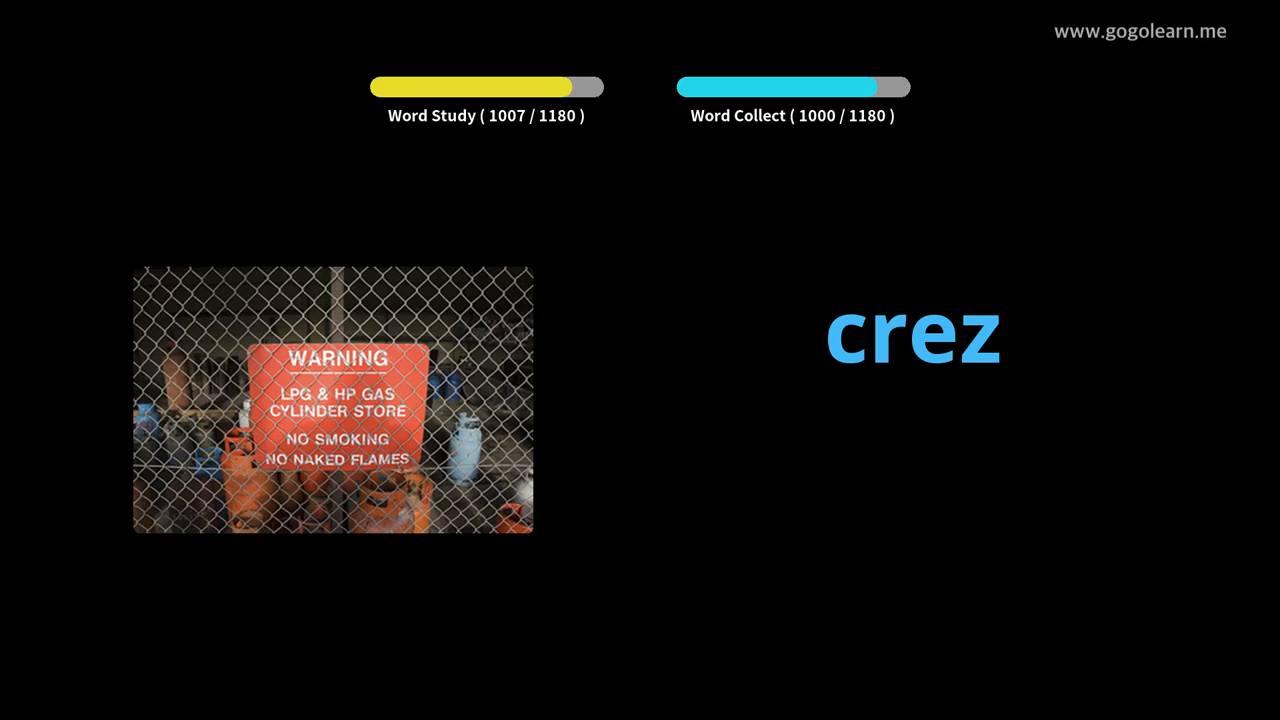 www.gogolearn.me
Word Study ( 1007 / 1180 )
Word Collect ( 1000 / 1180 )
WARNING
LPG & HP GAS
CYLINDER STORE
NO SMOKING
NO NAKED FLAMES
crez